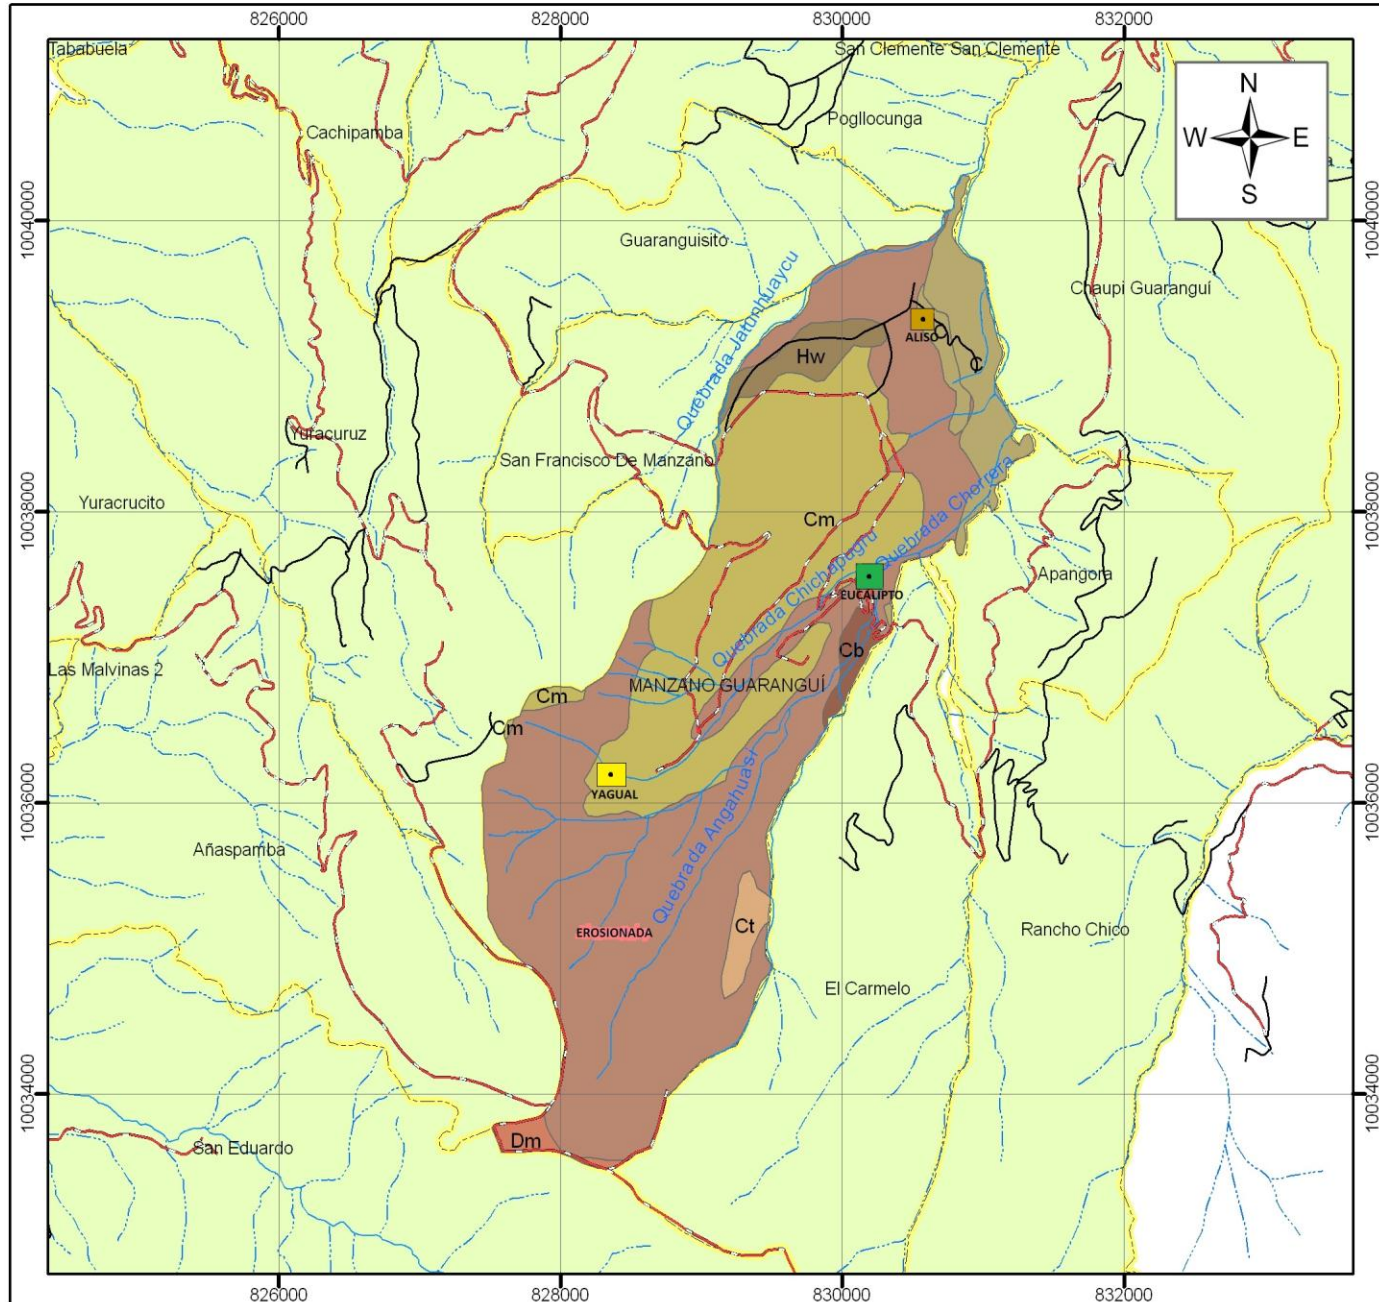 826000 828000 830000 832000
Tababuela San Clemente San Clemente
N
W E
S
Cachipamba Pogllocunga
10040000 10040000
Guaranguisito
Chaupi Guaranguí
Quebrada Jatunhuaycu
ALISO
Hw
Yuracuruz
San Francisco De Manzano
Yuracrucito
10038000 10038000
Cm
Quebrada Chorrera
Quebrada Chichapugru
Apangora
EUCALIPTO
Cb
Las Malvinas 2
MANZANO GUARANGUÍ
Cm
Cm
YAGUAL
10036000 10036000
Quebrada Angahuasi
Añaspamba
Ct
Rancho Chico
EROSIONADA
El Carmelo
10034000 10034000
Dm
San Eduardo
826000 828000 830000 832000